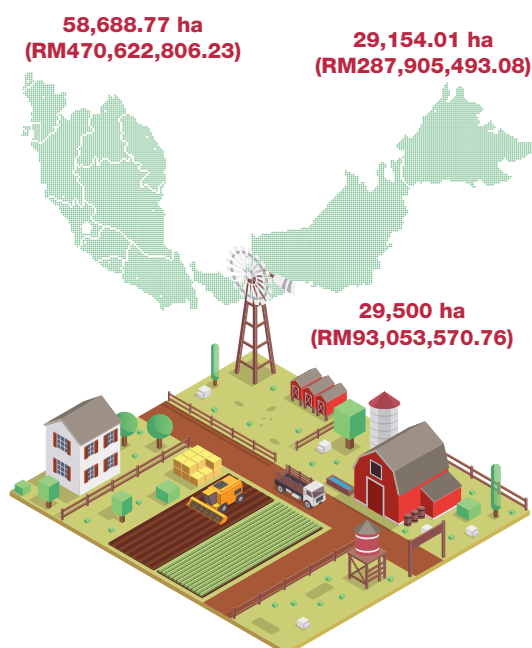 58,688.77 ha
(RM470,622,806.23)
29,154.01 ha
(RM287,905,493.08)
29,500 ha
(RM93,053,570.76)